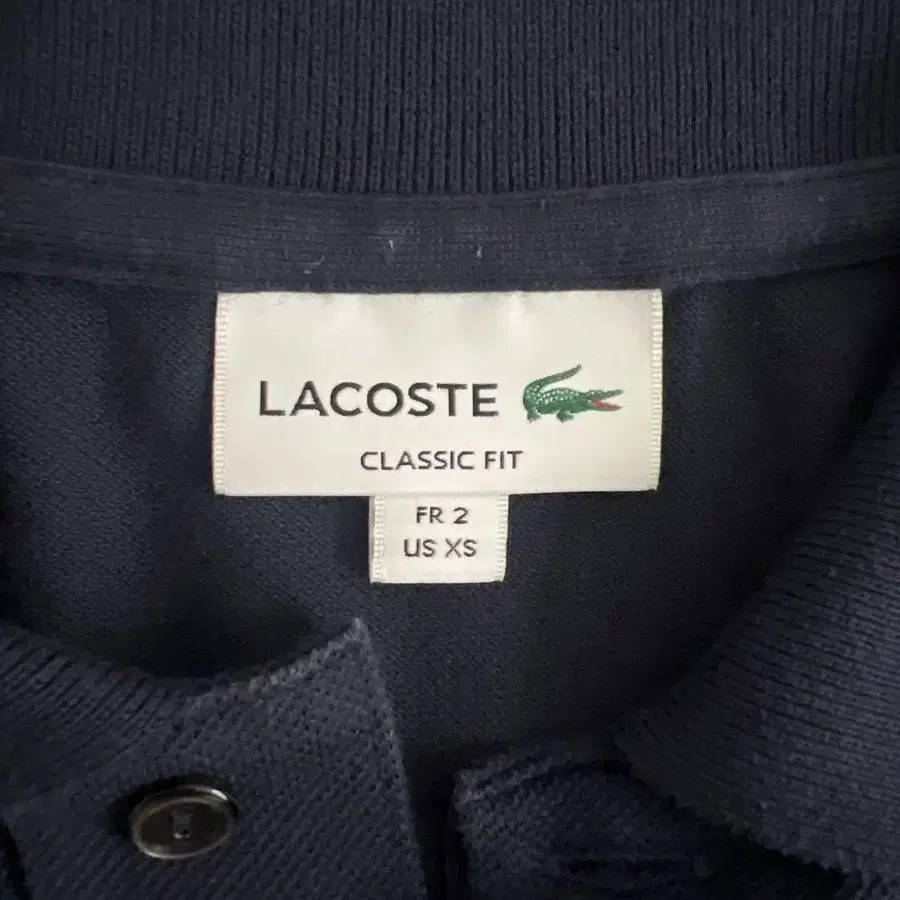 LACOSTE
CLASSIC FIT
FR 2
US XS